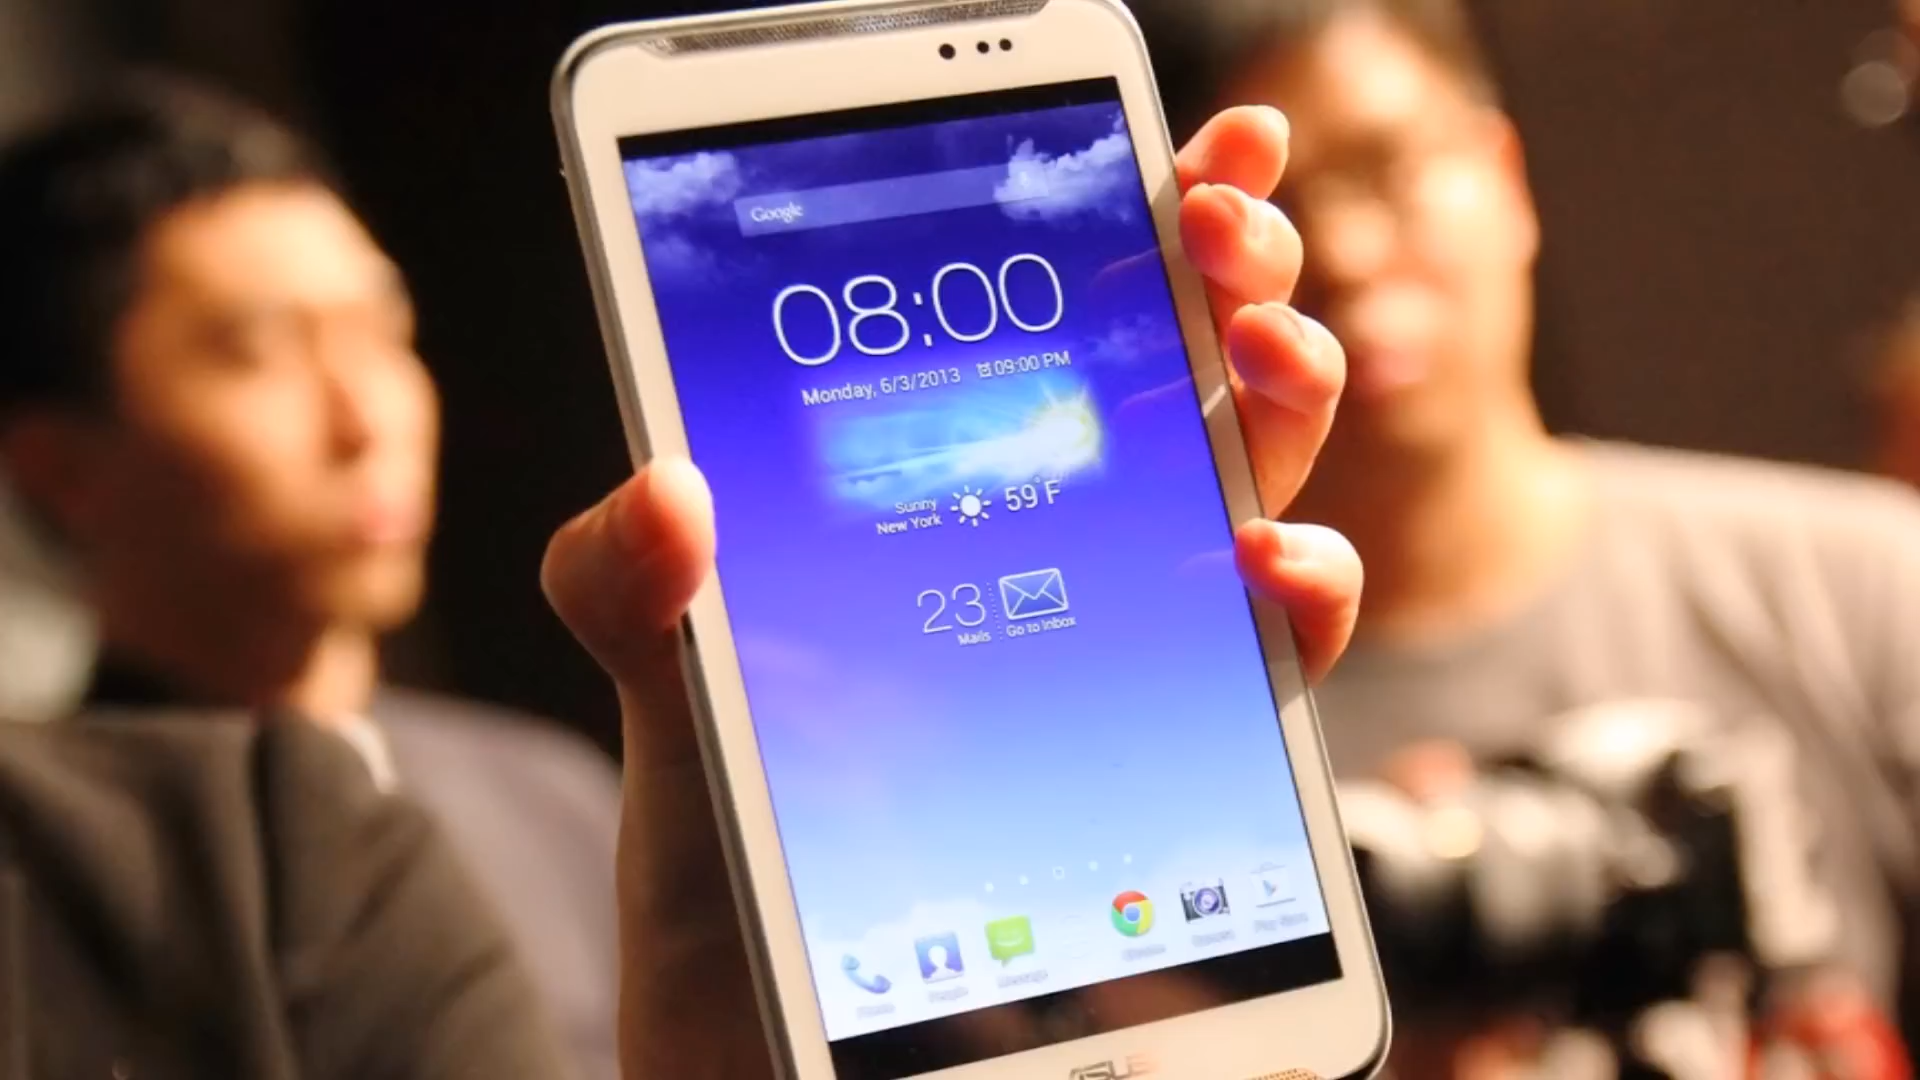 Google
08:00
Monday, 6/3/2013 09:00 PM
Sunny
New York
59°F
23
Mails
Go to Inbox
ASUS